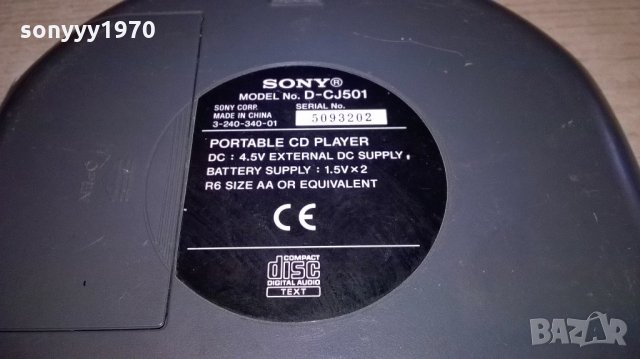 sonyyy1970
SONY®
MODEL No. D-CJ501
SONY CORP. SERIAL No.
MADE IN CHINA 5093202
3-240-340-01
PORTABLE CD PLAYER
DC : 4.5V EXTERNAL DC SUPPLY,
BATTERY SUPPLY : 1.5V×2
R6 SIZE AA OR EQUIVALENT
CE
COMPACT
disc
DIGITAL AUDIO
TEXT
BAZAR